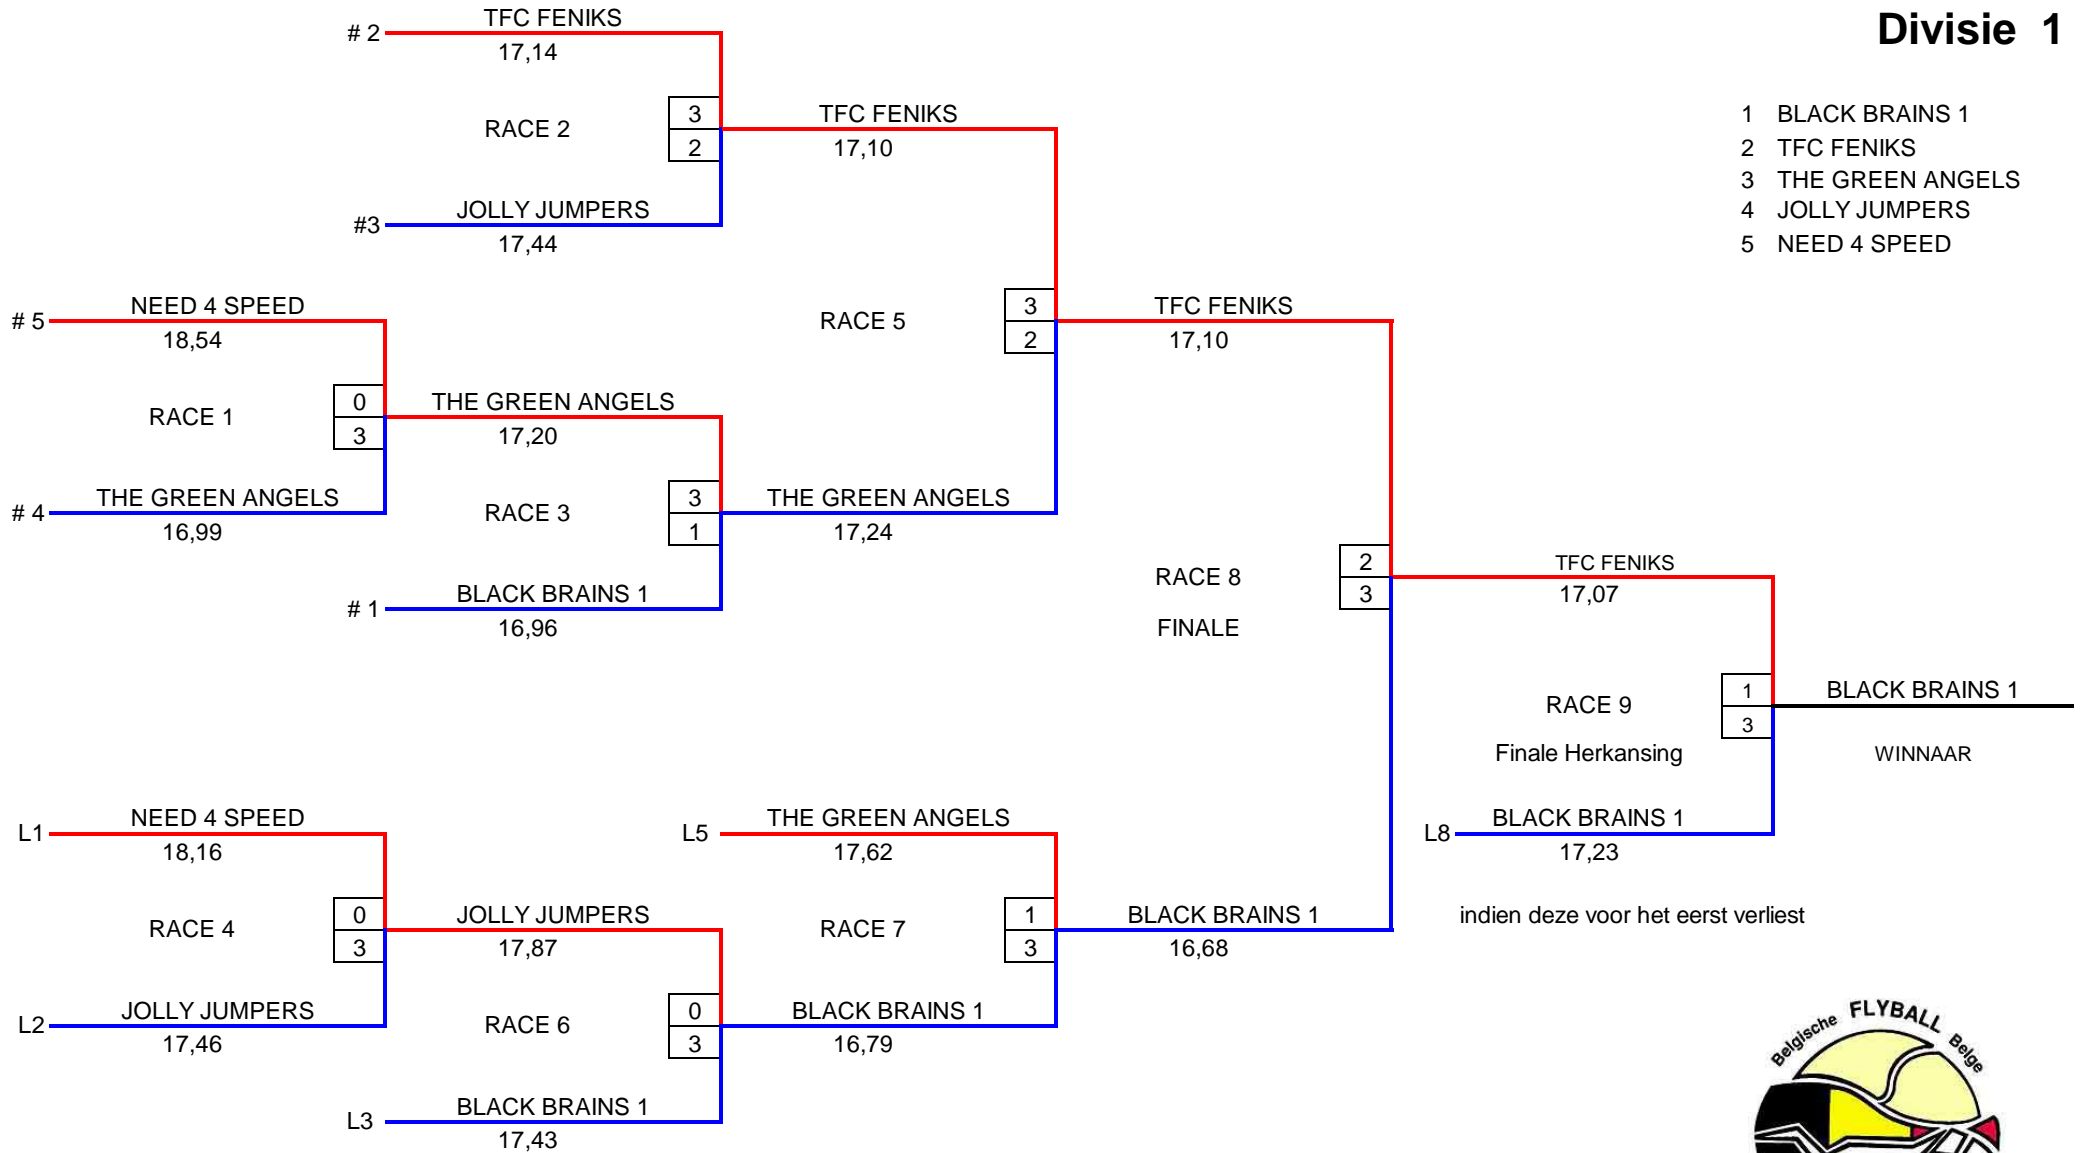 Divisie 1
1 BLACK BRAINS 1
2 TFC FENIKS
3 THE GREEN ANGELS
4 JOLLY JUMPERS
5 NEED 4 SPEED
# 2
TFC FENIKS
17,14
RACE 2
3
2
#3
JOLLY JUMPERS
17,44
TFC FENIKS
17,10
# 5
NEED 4 SPEED
18,54
RACE 1
0
3
# 4
THE GREEN ANGELS
16,99
THE GREEN ANGELS
17,20
RACE 3
3
1
# 1
BLACK BRAINS 1
16,96
RACE 5
3
2
THE GREEN ANGELS
17,24
TFC FENIKS
17,10
RACE 8
FINALE
2
3
TFC FENIKS
17,07
RACE 9
Finale Herkansing
1
3
BLACK BRAINS 1
WINNAAR
L8
BLACK BRAINS 1
17,23
indien deze voor het eerst verliest
L1
NEED 4 SPEED
18,16
RACE 4
0
3
L2
JOLLY JUMPERS
17,46
JOLLY JUMPERS
17,87
RACE 6
0
3
L3
BLACK BRAINS 1
17,43
L5
THE GREEN ANGELS
17,62
RACE 7
1
3
BLACK BRAINS 1
16,79
BLACK BRAINS 1
16,68
Belgische FLYBALL Belge